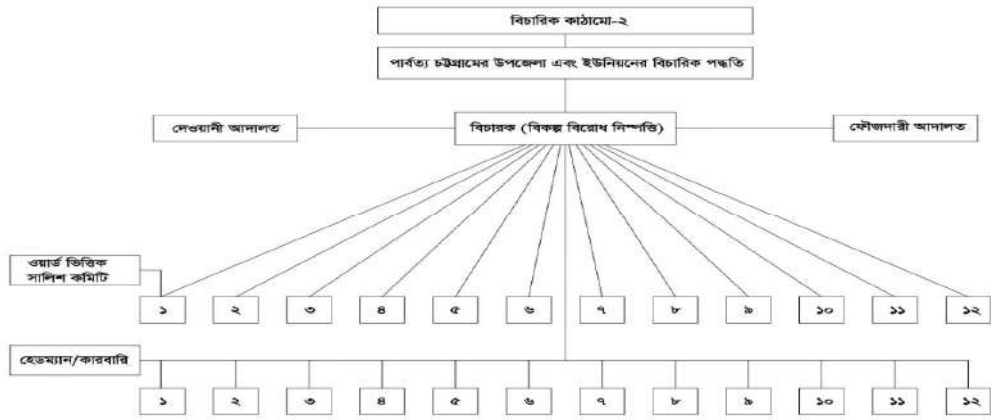 বিচারিক কাঠামো-২
পার্বত্য চট্টগ্রামের উপজেলা এবং ইউনিয়নের বিচারিক পদ্ধতি
দেওয়ানী আদালত
বিচারক (বিকল্প বিরোধ নিষ্পত্তি)
ফৌজদারী আদালত
ওয়ার্ড ভিত্তিক
সালিশ কমিটি
১ ২ ৩ ৪ ৫ ৬ ৭ ৮ ৯ ১০ ১১ ১২
হেডম্যান/কারবারি
১ ২ ৩ ৪ ৫ ৬ ৭ ৮ ৯ ১০ ১১ ১২